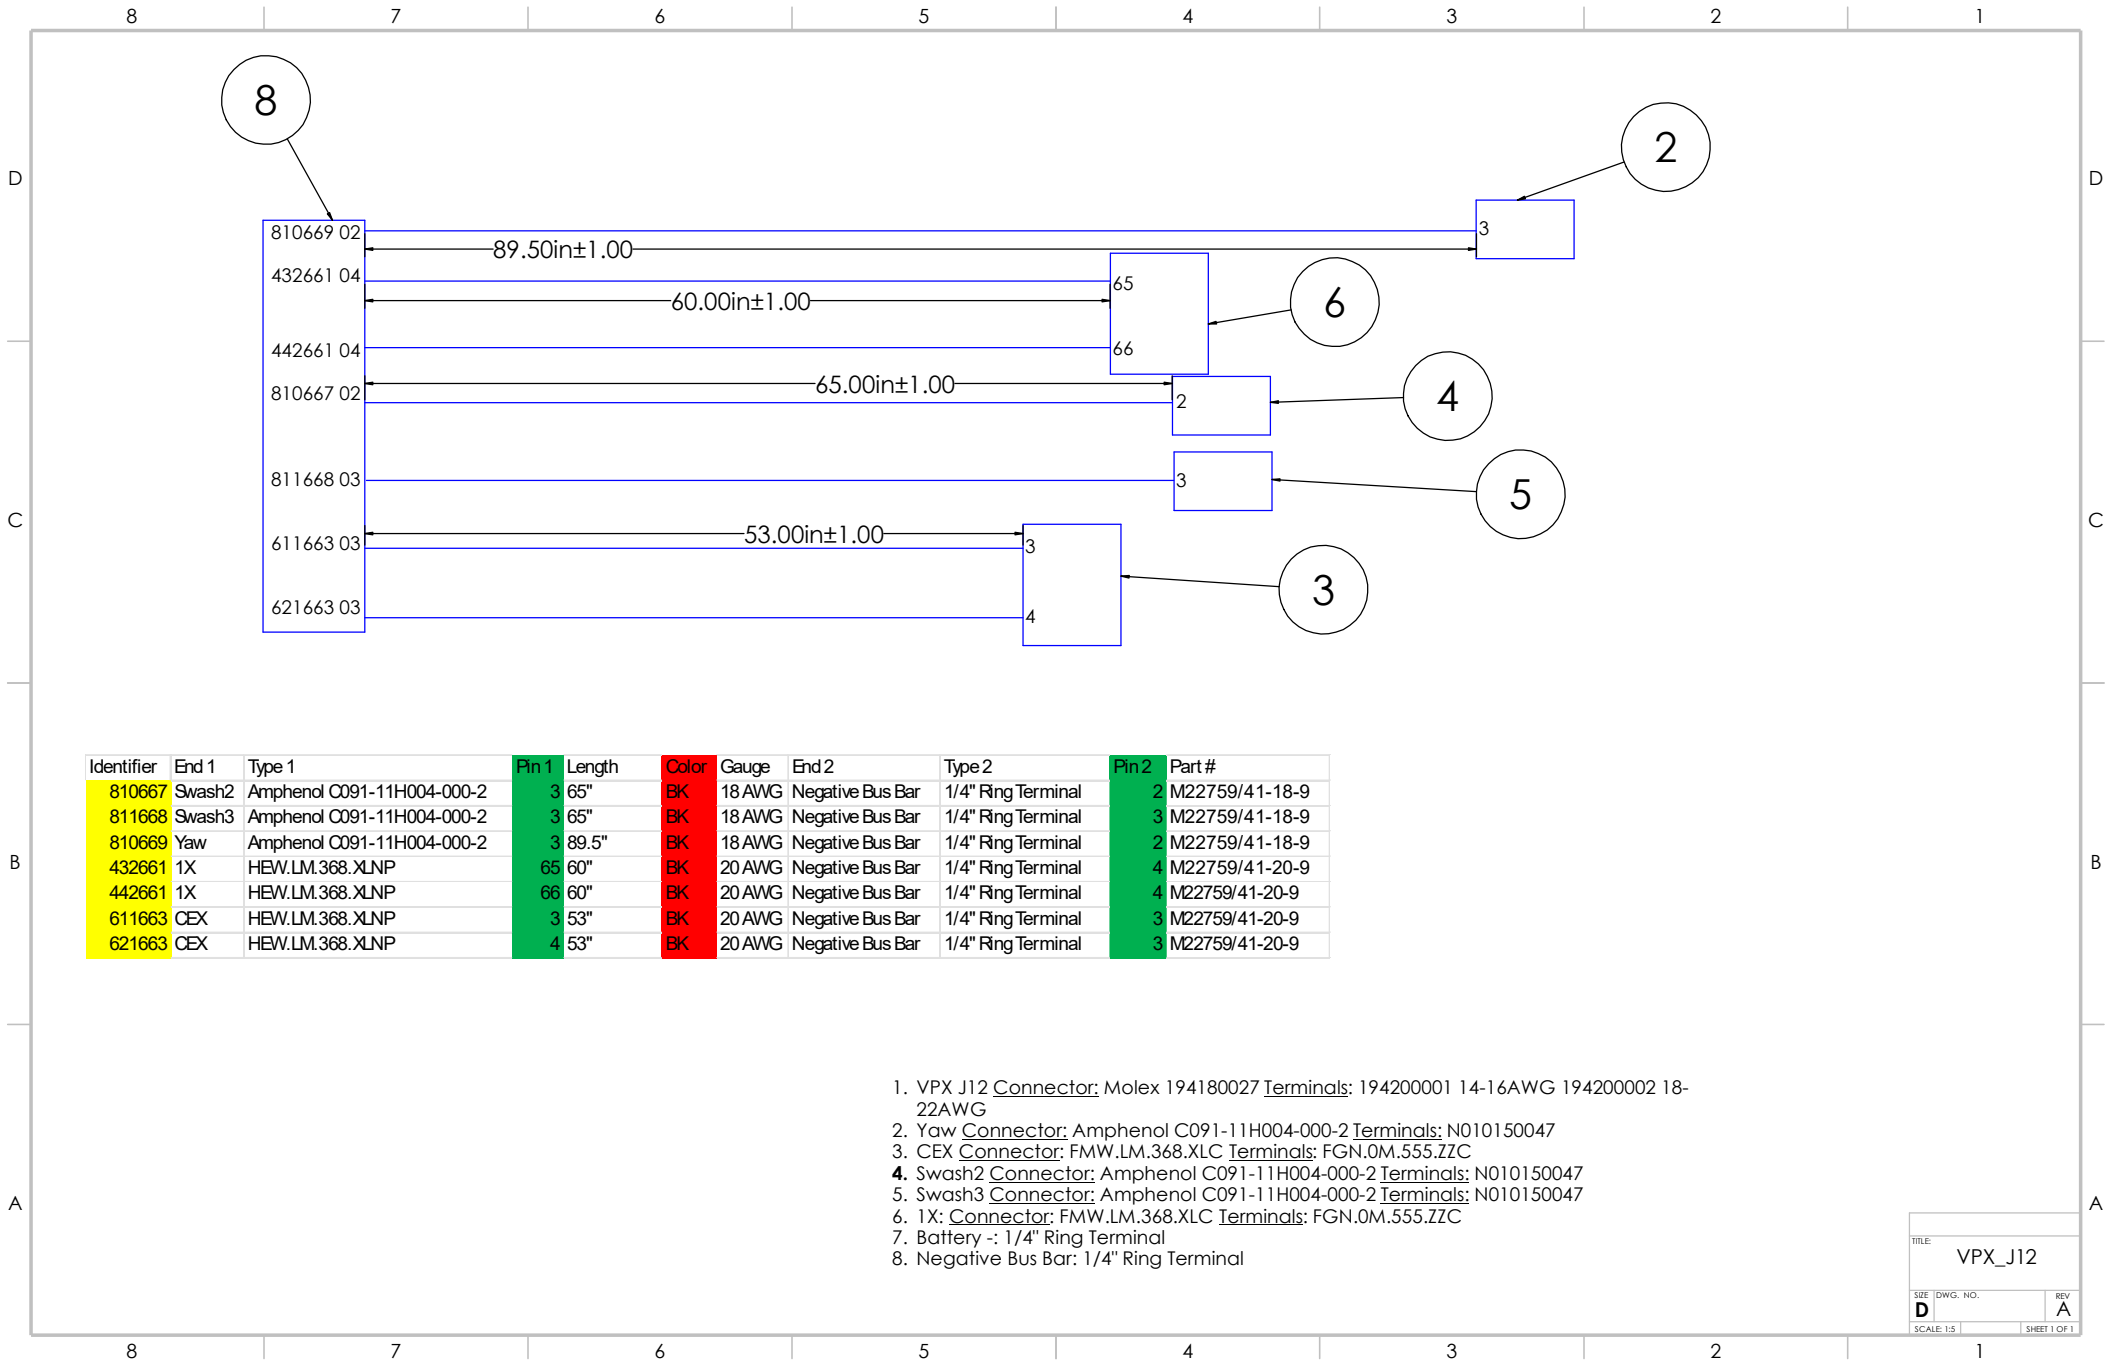 8 7 6 5 4 3 2 1
8
2
D D
810669 02 3
89.50in±1.00
432661 04 65
60.00in±1.00
6
442661 04 66
65.00in±1.00
810667 02 2
4
811668 03 3
5
C C
53.00in±1.00
611663 03 3
3
621663 03 4
Identifier End 1 Type 1 Pin 1 Length Color Gauge End 2 Type 2 Pin 2 Part #
810667 Swash2 Amphenol C091-11H004-000-2 3 65" BK 18 AWG Negative Bus Bar 1/4" Ring Terminal 2 M22759/41-18-9
811668 Swash3 Amphenol C091-11H004-000-2 3 65" BK 18 AWG Negative Bus Bar 1/4" Ring Terminal 3 M22759/41-18-9
810669 Yaw Amphenol C091-11H004-000-2 3 89.5" BK 18 AWG Negative Bus Bar 1/4" Ring Terminal 2 M22759/41-18-9
432661 1X HEW.LM.368.XLNP 65 60" BK 20 AWG Negative Bus Bar 1/4" Ring Terminal 4 M22759/41-20-9
442661 1X HEW.LM.368.XLNP 66 60" BK 20 AWG Negative Bus Bar 1/4" Ring Terminal 4 M22759/41-20-9
611663 CEX HEW.LM.368.XLNP 3 53" BK 20 AWG Negative Bus Bar 1/4" Ring Terminal 3 M22759/41-20-9
621663 CEX HEW.LM.368.XLNP 4 53" BK 20 AWG Negative Bus Bar 1/4" Ring Terminal 3 M22759/41-20-9
B B
1. VPX J12 Connector: Molex 194180027 Terminals: 194200001 14-16AWG 194200002 18-
22AWG
2. Yaw Connector: Amphenol C091-11H004-000-2 Terminals: N010150047
3. CEX Connector: FMW.LM.368.XLC Terminals: FGN.0M.555.ZZC
4. Swash2 Connector: Amphenol C091-11H004-000-2 Terminals: N010150047
5. Swash3 Connector: Amphenol C091-11H004-000-2 Terminals: N010150047
6. 1X: Connector: FMW.LM.368.XLC Terminals: FGN.0M.555.ZZC
7. Battery -: 1/4" Ring Terminal
8. Negative Bus Bar: 1/4" Ring Terminal
A A
TITLE:
VPX_J12
SIZE DWG. NO. REV
D A
SCALE: 1:5 SHEET 1 OF 1
8 7 6 5 4 3 2 1